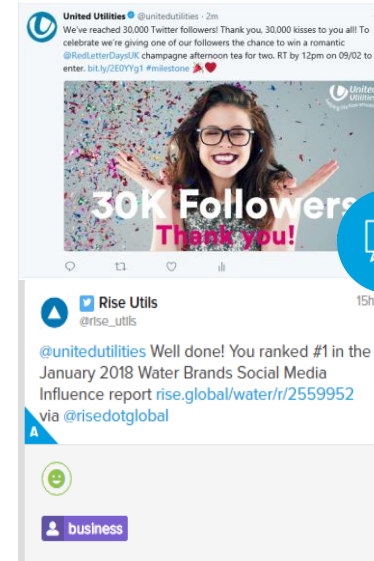 United Utilities @unitedutilities · 2m
We've reached 30,000 Twitter followers! Thank you, 30,000 kisses to you all! To
celebrate we're giving one of our followers the chance to win a romantic
@RedLetterDaysUK champagne afternoon tea for two. RT by 12pm on 09/02 to
enter. bit.ly/2E0YYg1 #milestone 🎉❤
United
Utilities
30K Followers
Thank you!
Rise Utils
15h
@rise_utils
@unitedutilities Well done! You ranked #1 in the
January 2018 Water Brands Social Media
Influence report rise.global/water/r/2559952
via @risedotglobal
A
business